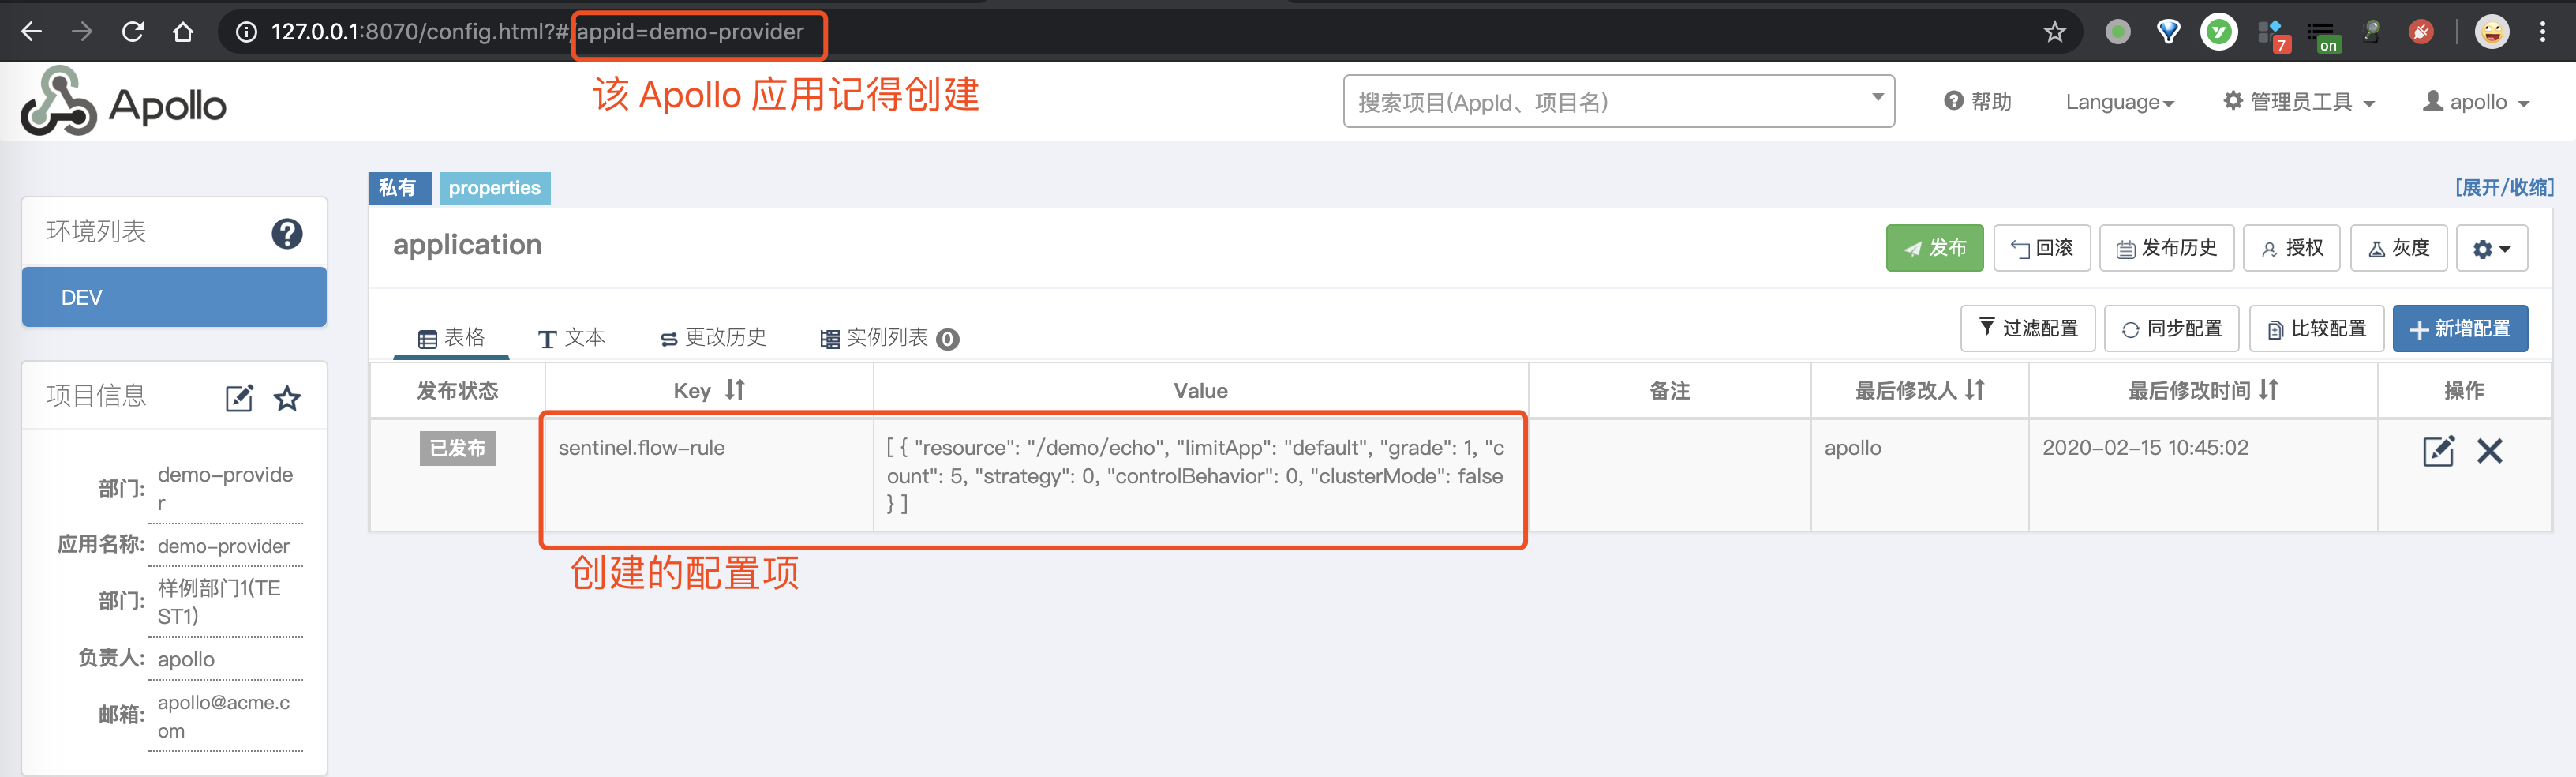 127.0.0.1:8070/config.html?#/appid=demo-provider
7
on
该 Apollo 应用记得创建
Apollo
搜索项目(AppId、项目名)
帮助
Language
管理员工具
apollo
私有
properties
[展开/收缩]
环境列表
DEV
application
发布
回滚
发布历史
授权
灰度
表格
文本
更改历史
实例列表 0
过滤配置
同步配置
比较配置
新增配置
发布状态
Key
Value
备注
最后修改人
最后修改时间
操作
已发布
sentinel.flow-rule
[ { "resource": "/demo/echo", "limitApp": "default", "grade": 1, "c
ount": 5, "strategy": 0, "controlBehavior": 0, "clusterMode": false
} ]
apollo
2020-02-15 10:45:02
创建的配置项
项目信息
部门:
demo-provide
r
应用名称:
demo-provider
部门:
样例部门1(TE
ST1)
负责人:
apollo
邮箱:
apollo@acme.c
om